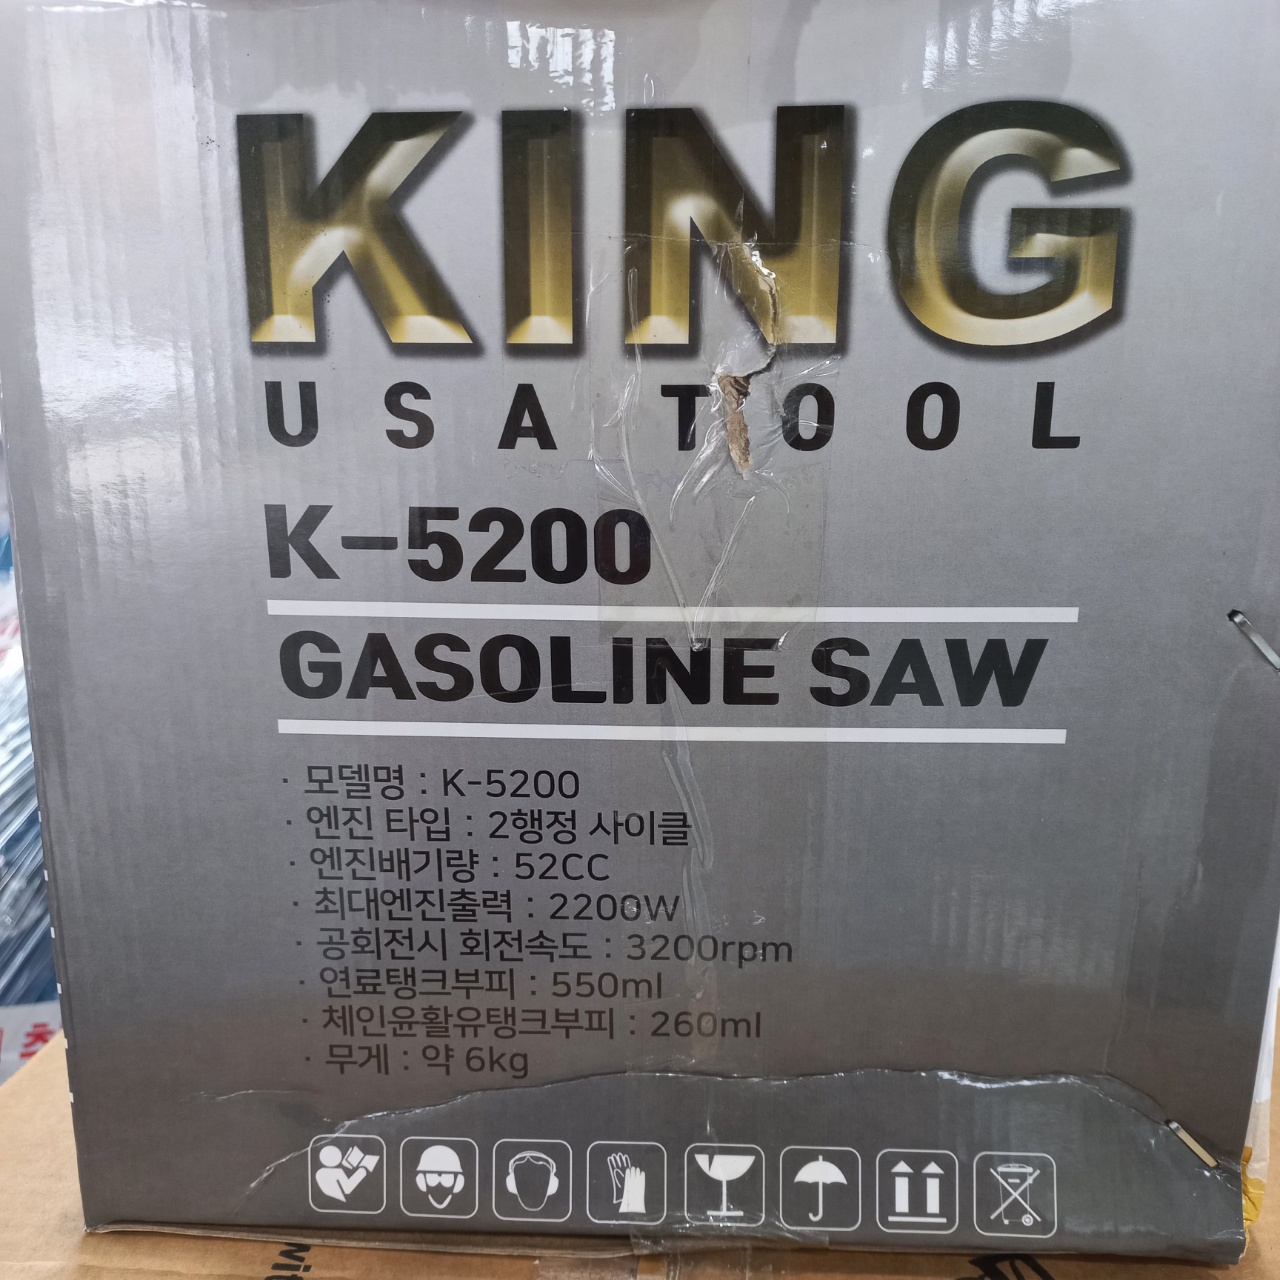 KING
USA TOOL
K-5200
GASOLINE SAW
· 모델명 : K-5200
· 엔진 타입 : 2행정 사이클
· 엔진배기량 : 52CC
· 최대엔진출력 : 2200W
· 공회전시 회전속도 : 3200rpm
· 연료탱크부피 : 550ml
· 체인윤활유탱크부피 : 260ml
· 무게 : 약 6kg